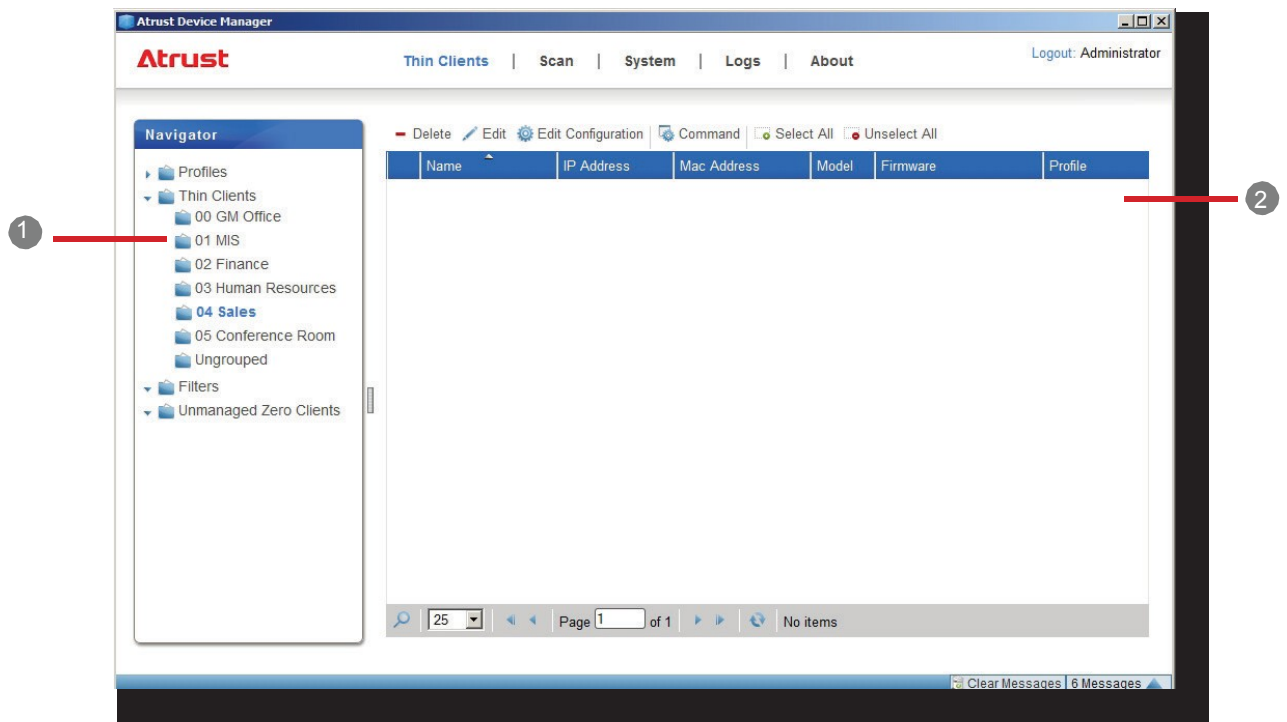 Atrust Device Manager
Atrust
Thin Clients | Scan | System | Logs | About
Logout: Administrator
Navigator
Profiles
Thin Clients
00 GM Office
01 MIS
02 Finance
03 Human Resources
04 Sales
05 Conference Room
Ungrouped
Filters
Unmanaged Zero Clients
Delete Edit Edit Configuration Command Select All Unselect All
Name IP Address Mac Address Model Firmware Profile
25 Page 1 of 1 No items
Clear Messages 6 Messages
1
2